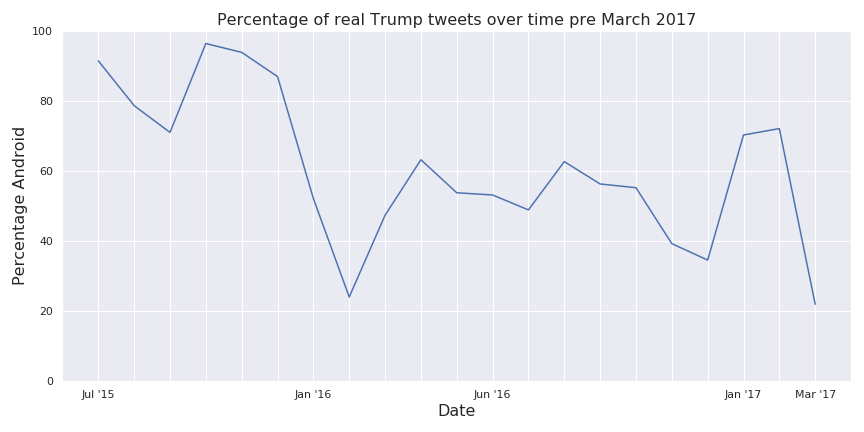 Percentage of real Trump tweets over time pre March 2017
100
80
60
40
20
0
Percentage Android
Jul '15 Jan '16 Jun '16 Jan '17 Mar '17
Date